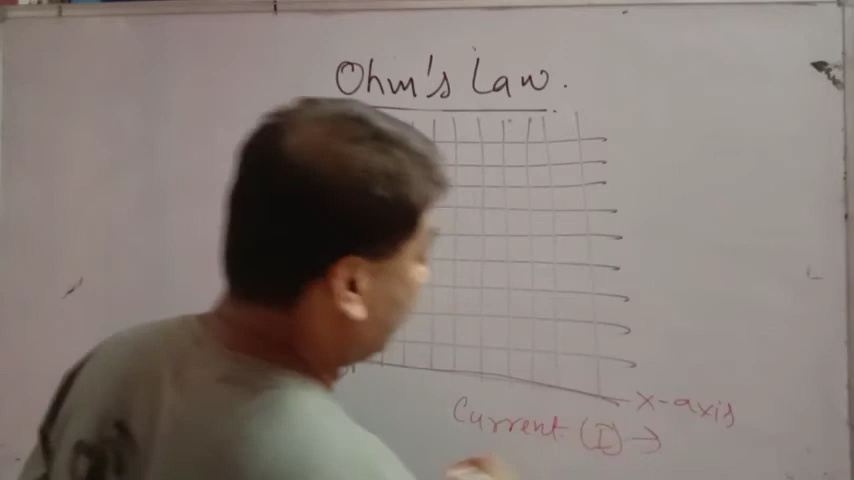 Ohm's Law.
X-axis
Current (I) →